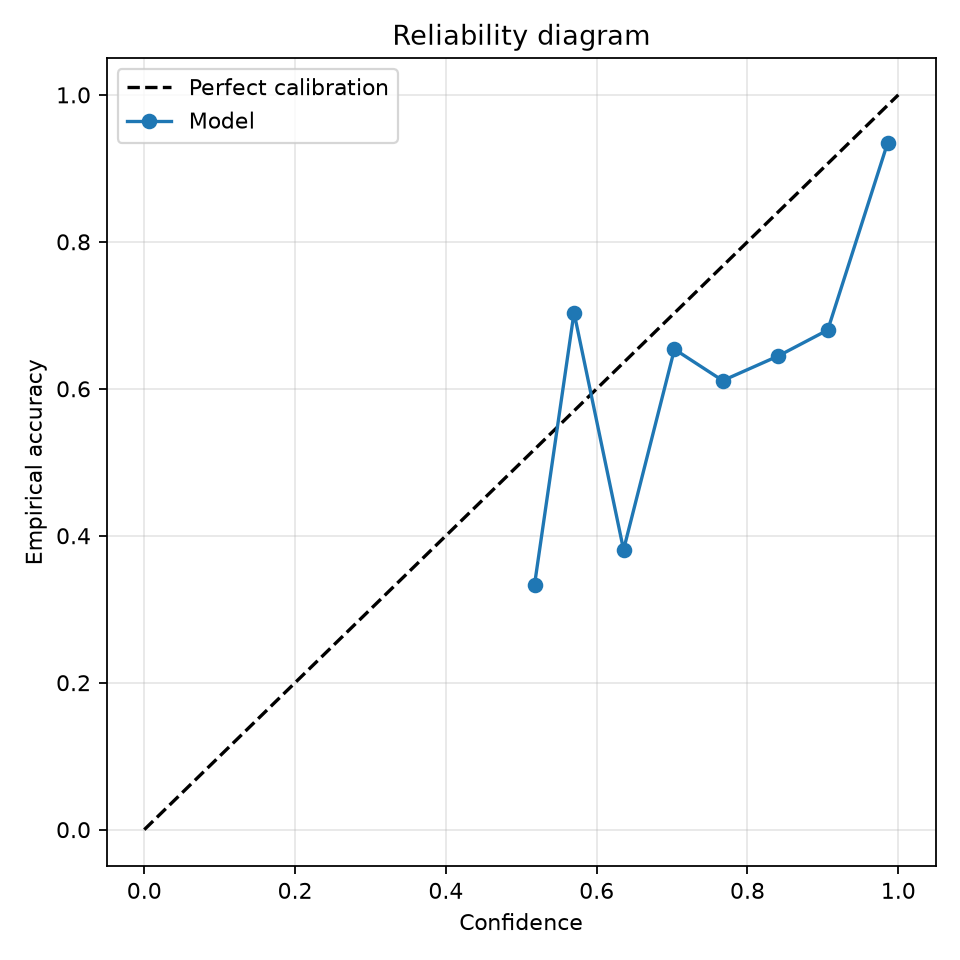 Reliability diagram
Perfect calibration
Model
1.0
0.8
0.6
0.4
0.2
0.0
Empirical accuracy
0.0 0.2 0.4 0.6 0.8 1.0
Confidence